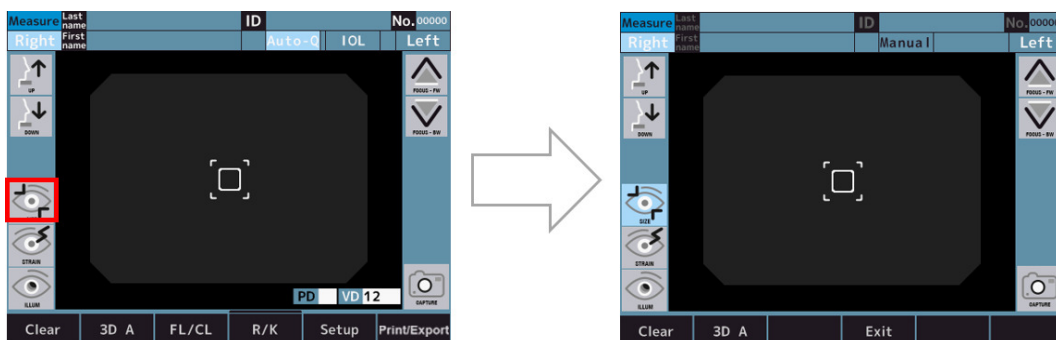 Measure Last name ID No. 00000
Right First name Auto-Q IOL Left
UP
FOCUS - FW
DOWN
FOCUS - BW
STRAIN
ILLUM
CAPTURE
PD VD 12
Clear 3D A FL/CL R/K Setup Print/Export
Measure Last name ID No. 00000
Right First name Manual Left
UP
FOCUS - FW
DOWN
FOCUS - BW
SIZE
STRAIN
ILLUM
CAPTURE
Clear 3D A Exit